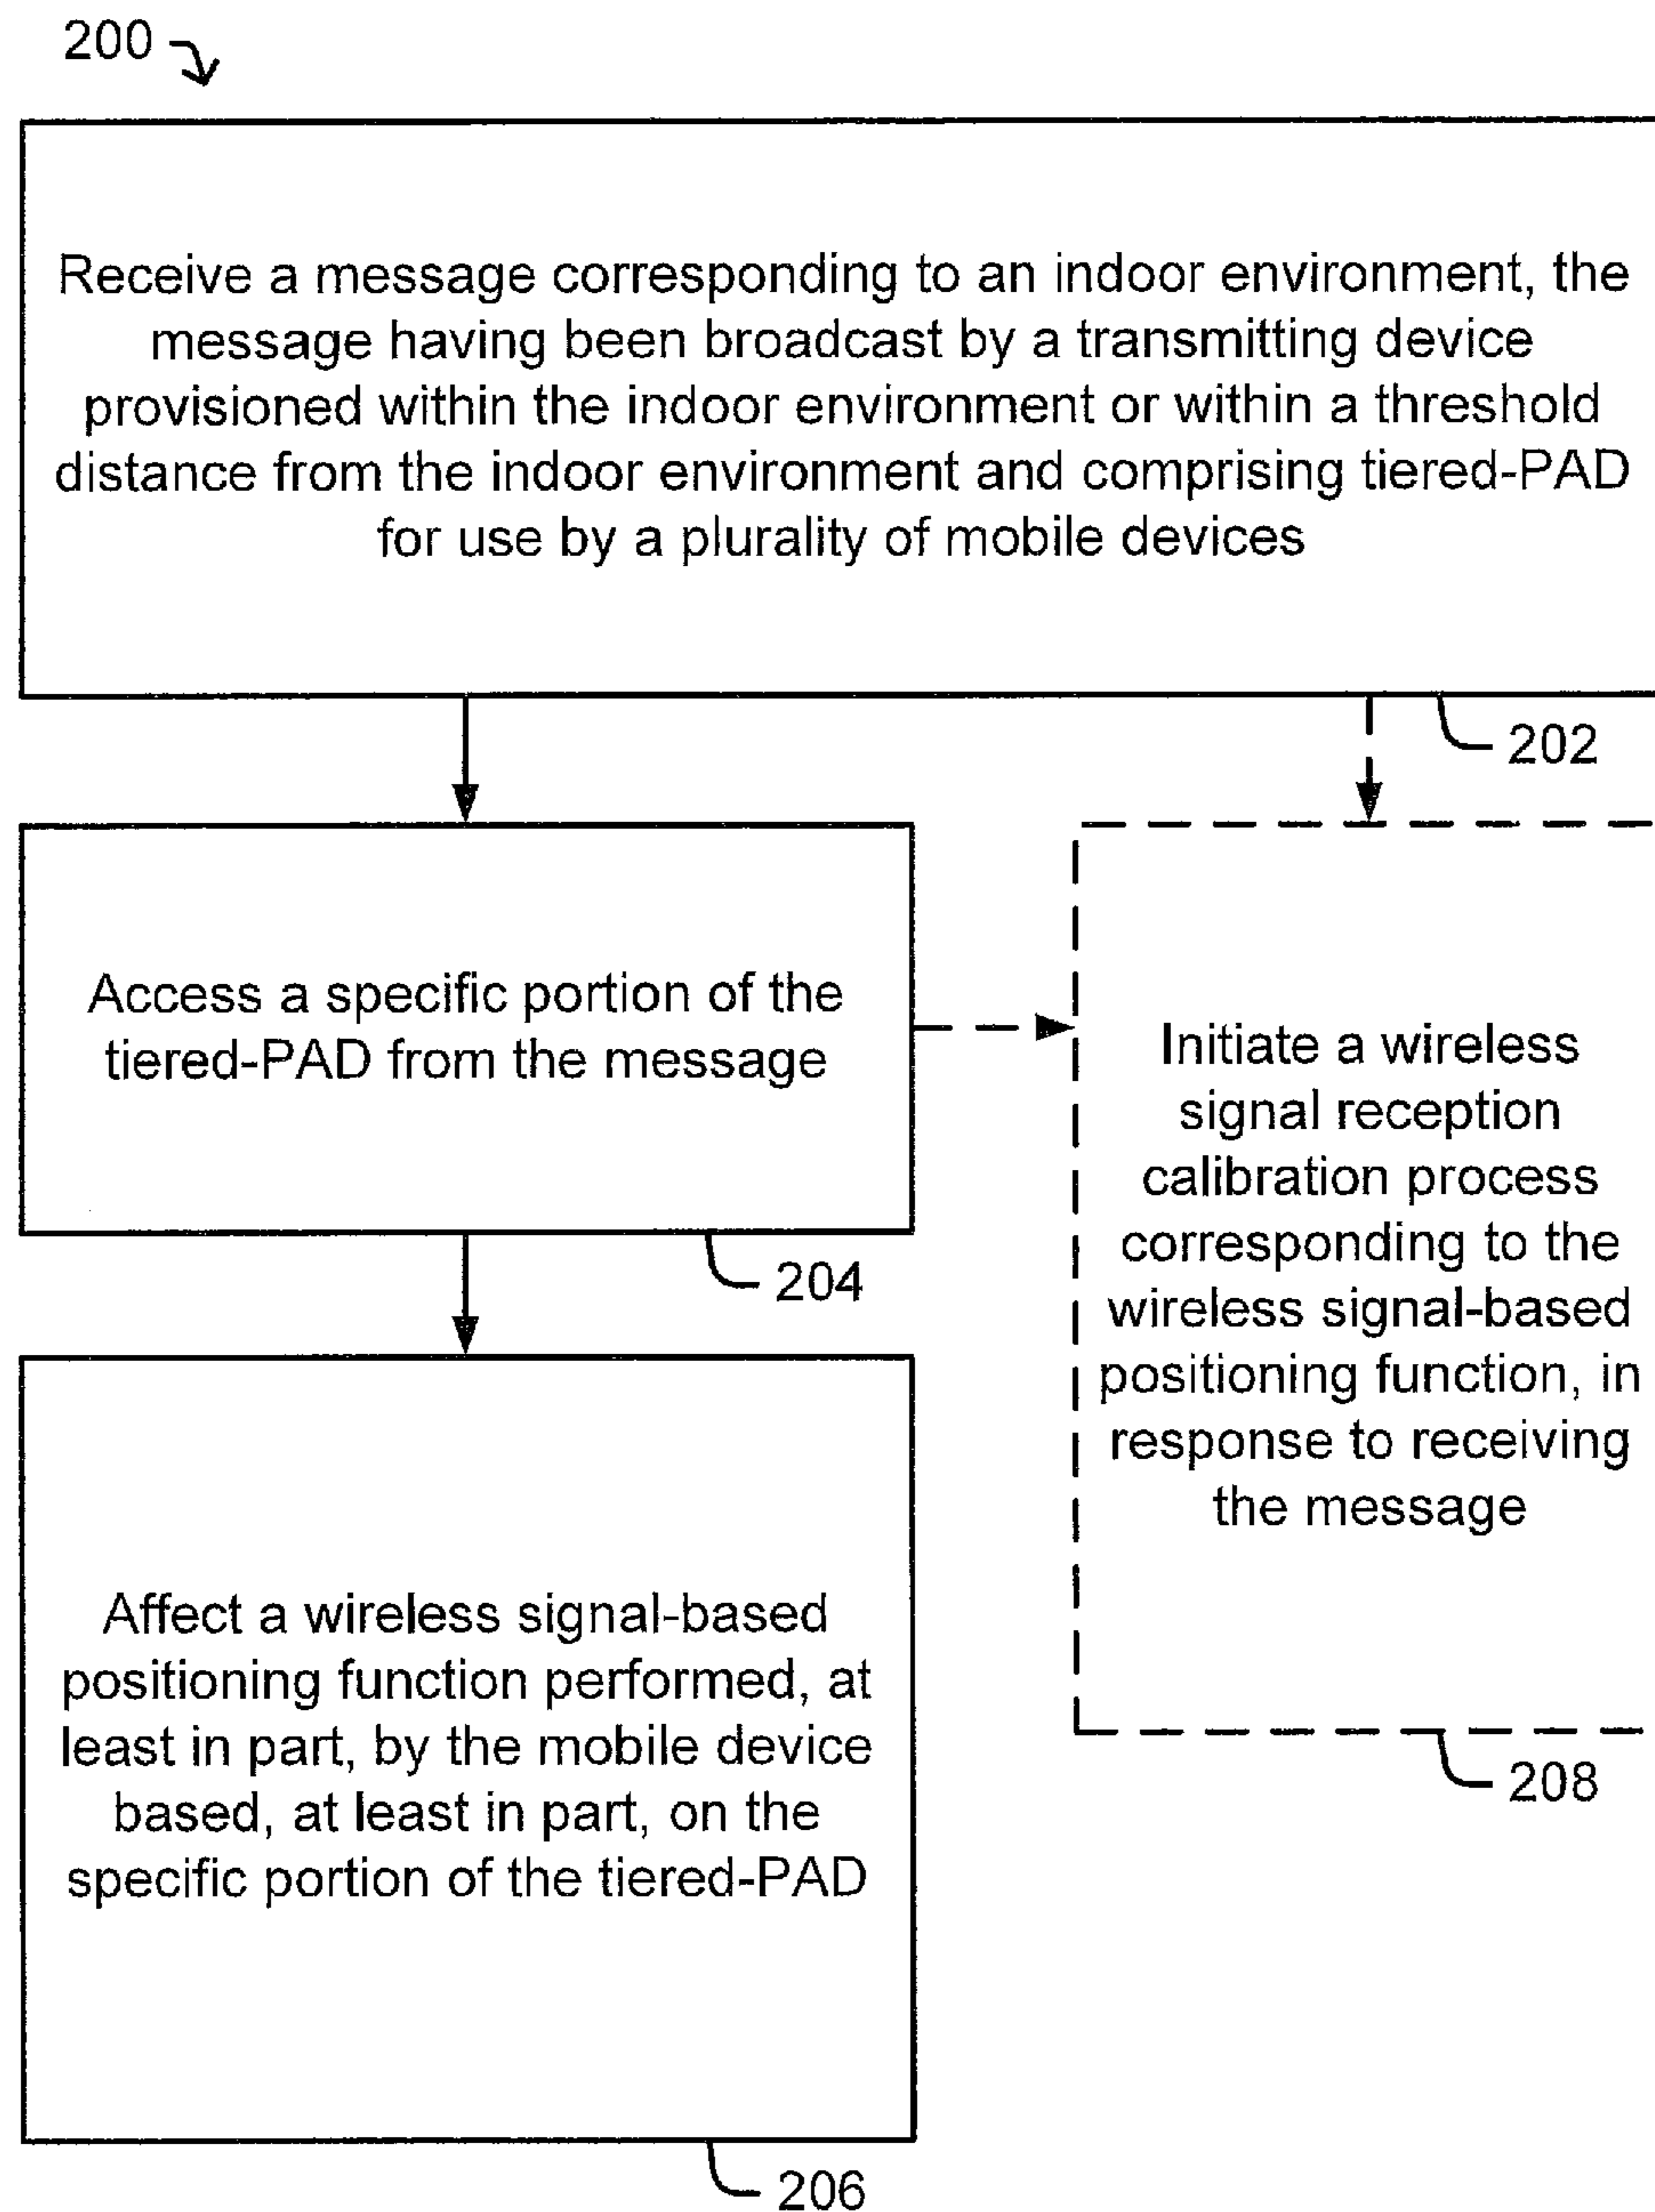 200
Receive a message corresponding to an indoor environment, the
message having been broadcast by a transmitting device
provisioned within the indoor environment or within a threshold
distance from the indoor environment and comprising tiered-PAD
for use by a plurality of mobile devices
202
Access a specific portion of the
tiered-PAD from the message
204
Initiate a wireless
signal reception
calibration process
corresponding to the
wireless signal-based
positioning function, in
response to receiving
the message
208
Affect a wireless signal-based
positioning function performed, at
least in part, by the mobile device
based, at least in part, on the
specific portion of the tiered-PAD
206